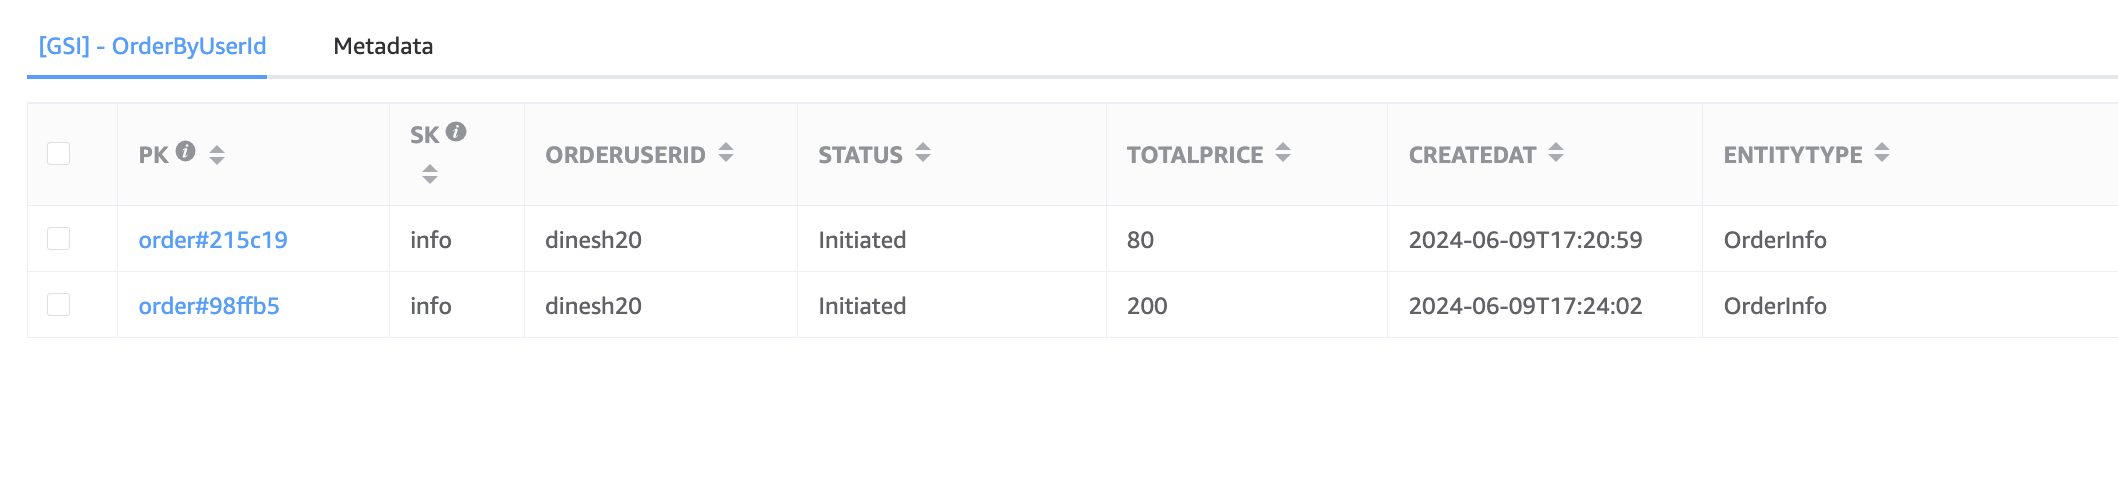 [GSI] - OrderByUserId Metadata
PK SK ORDERUSERID STATUS TOTALPRICE CREATEDAT ENTITYTYPE
order#215c19 info dinesh20 Initiated 80 2024-06-09T17:20:59 OrderInfo
order#98ffb5 info dinesh20 Initiated 200 2024-06-09T17:24:02 OrderInfo